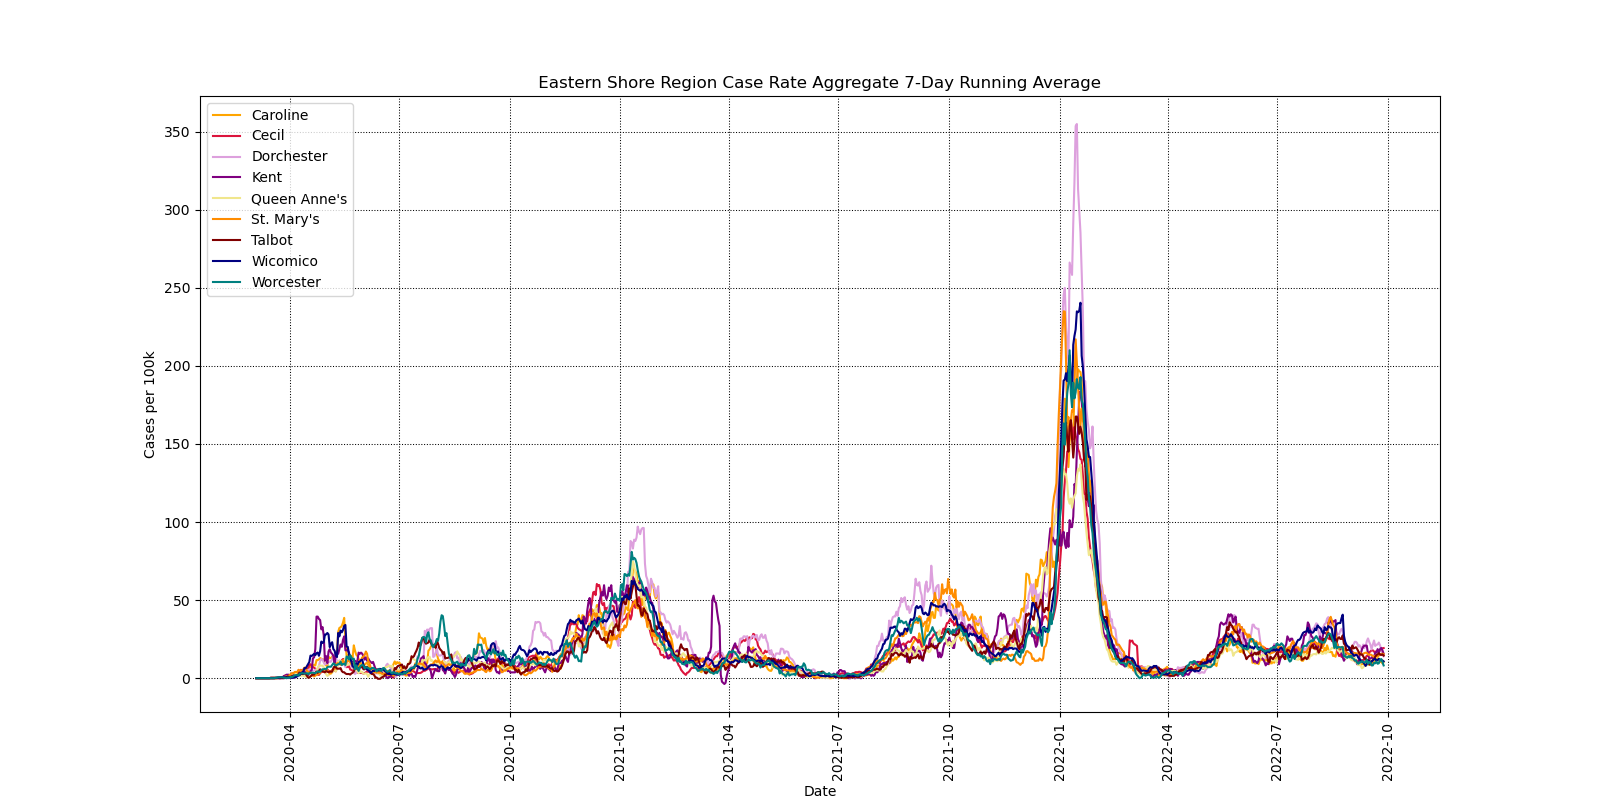 Eastern Shore Region Case Rate Aggregate 7-Day Running Average
Caroline
Cecil
Dorchester
Kent
Queen Anne's
St. Mary's
Talbot
Wicomico
Worcester
Cases per 100k
350
300
250
200
150
100
50
0
2020-04
2020-07
2020-10
2021-01
2021-04
2021-07
2021-10
2022-01
2022-04
2022-07
2022-10
Date